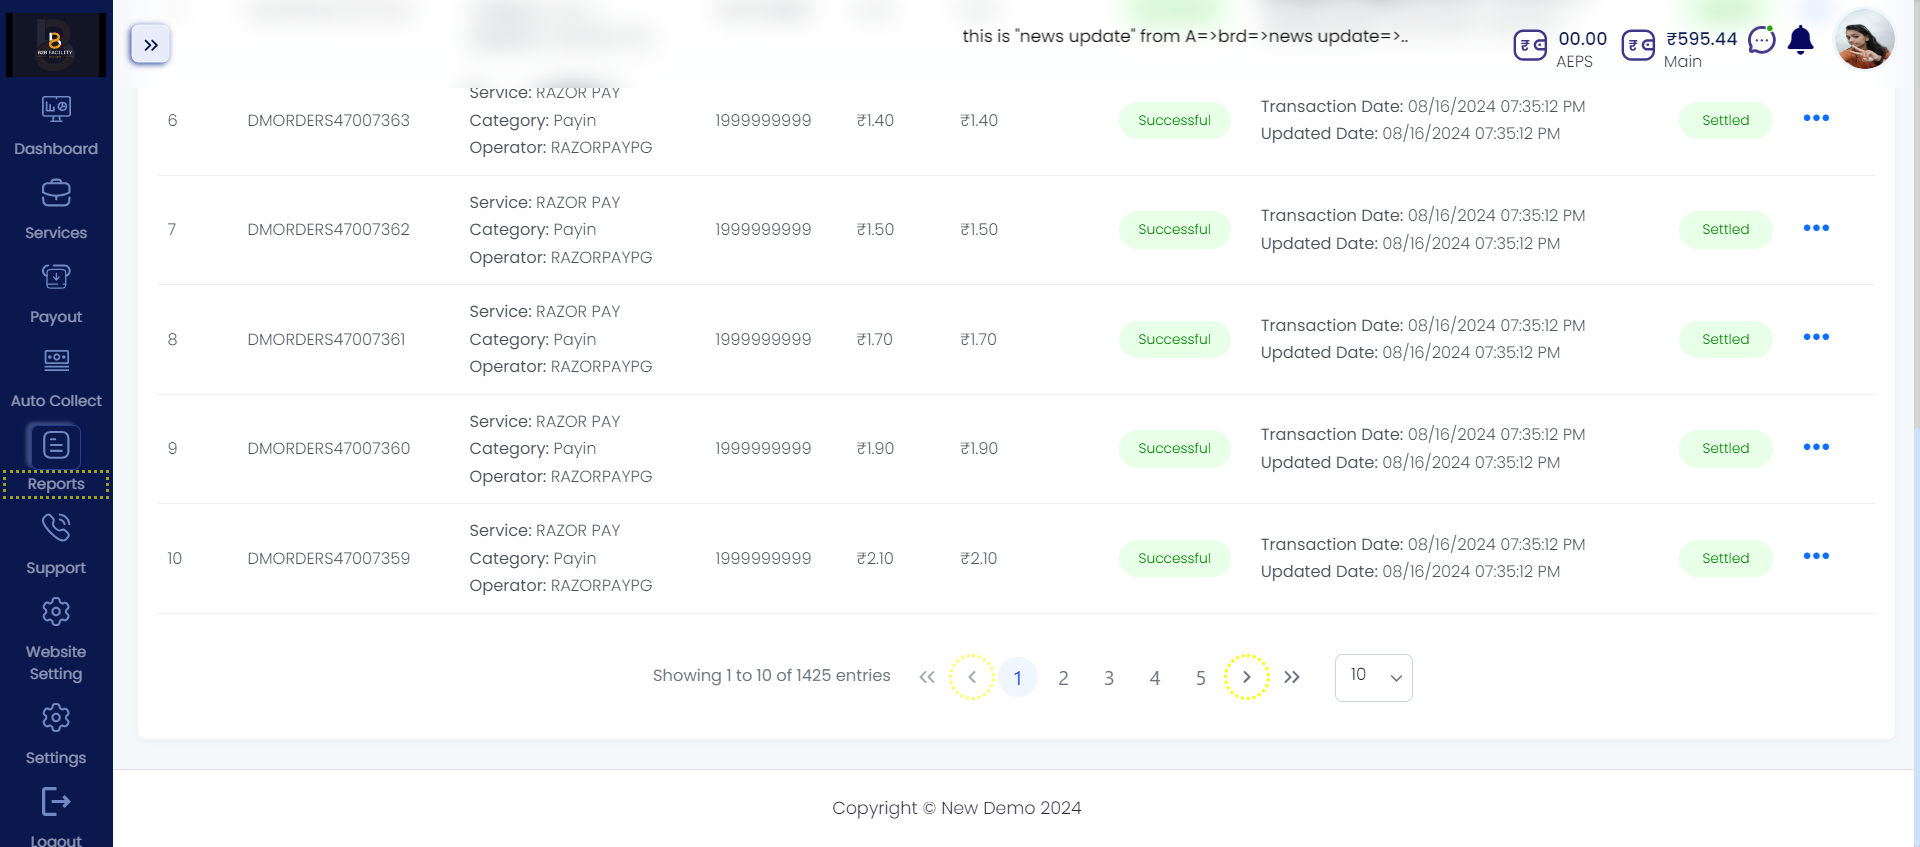 B2B FACILITY
this is "news update" from A=>brd=>news update=>..
₹ 00.00
AEPS
₹ ₹595.44
Main
Dashboard
Services
Payout
Auto Collect
Reports
Support
Website
Setting
Settings
Logout
Service: RAZOR PAY
6 DMORDERS47007363 Category: Payin 1999999999 ₹1.40 ₹1.40 Successful Transaction Date: 08/16/2024 07:35:12 PM Settled
Updated Date: 08/16/2024 07:35:12 PM
Operator: RAZORPAYPG
Service: RAZOR PAY
7 DMORDERS47007362 Category: Payin 1999999999 ₹1.50 ₹1.50 Successful Transaction Date: 08/16/2024 07:35:12 PM Settled
Updated Date: 08/16/2024 07:35:12 PM
Operator: RAZORPAYPG
Service: RAZOR PAY
8 DMORDERS47007361 Category: Payin 1999999999 ₹1.70 ₹1.70 Successful Transaction Date: 08/16/2024 07:35:12 PM Settled
Updated Date: 08/16/2024 07:35:12 PM
Operator: RAZORPAYPG
Service: RAZOR PAY
9 DMORDERS47007360 Category: Payin 1999999999 ₹1.90 ₹1.90 Successful Transaction Date: 08/16/2024 07:35:12 PM Settled
Updated Date: 08/16/2024 07:35:12 PM
Operator: RAZORPAYPG
Service: RAZOR PAY
10 DMORDERS47007359 Category: Payin 1999999999 ₹2.10 ₹2.10 Successful Transaction Date: 08/16/2024 07:35:12 PM Settled
Updated Date: 08/16/2024 07:35:12 PM
Operator: RAZORPAYPG
Showing 1 to 10 of 1425 entries « ‹ 1 2 3 4 5 › » 10
Copyright © New Demo 2024